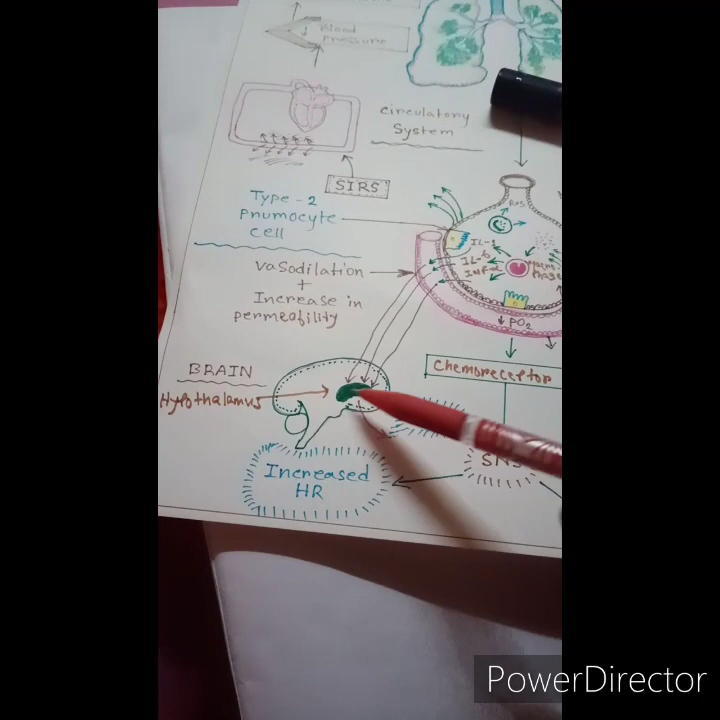 Blood
Pressure
circulatory
System
SIRS
Type-2
Pnumocyte
cell
ROS
IL-1
IL-6
vasodilation
+
Increase in
permeability
↓ PO2
BRAIN
Hypothalamus
Chemoreceptor
Increased
HR
SNS
PowerDirector